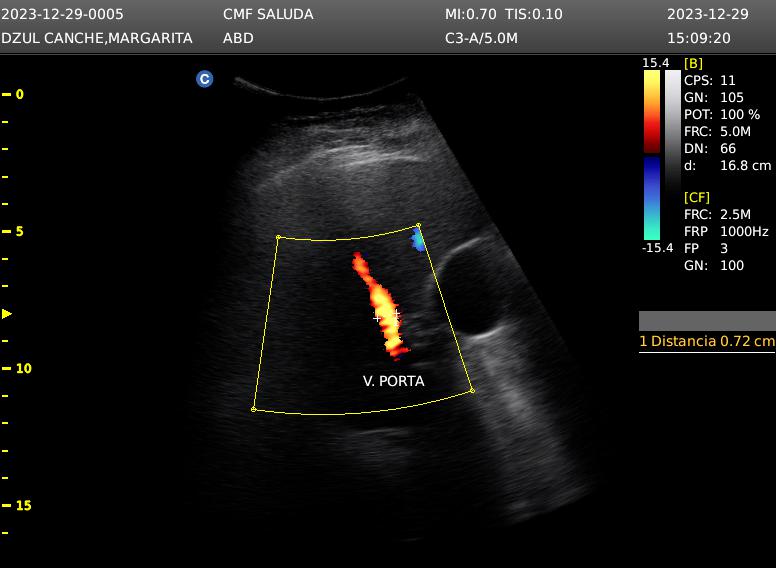 2023-12-29-0005 CMF SALUDA MI:0.70 TIS:0.10 2023-12-29
DZUL CANCHE,MARGARITA ABD C3-A/5.0M 15:09:20
C
15.4 [B]
CPS: 11
GN: 105
POT: 100 %
FRC: 5.0M
DN: 66
d: 16.8 cm
[CF]
FRC: 2.5M
FRP 1000Hz
-15.4 FP 3
GN: 100
0
5
10
15
1 Distancia 0.72 cm
V. PORTA